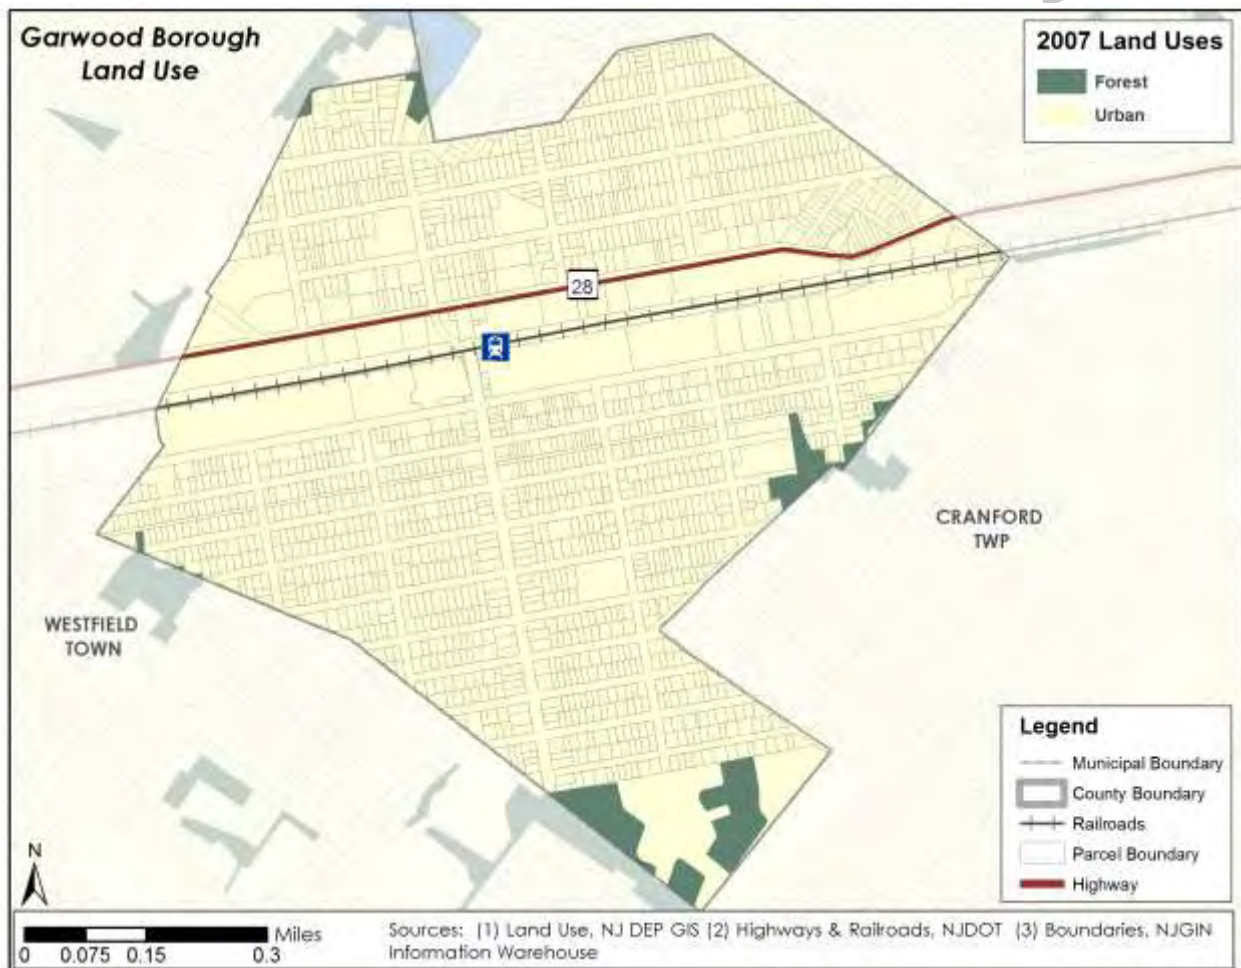 Garwood Borough
Land Use
2007 Land Uses
Forest
Urban
28
CRANFORD
TWP
WESTFIELD
TOWN
Legend
Municipal Boundary
County Boundary
Railroads
Parcel Boundary
Highway
N
Miles
0 0.075 0.15 0.3
Sources: (1) Land Use, NJ DEP GIS (2) Highways & Railroads, NJDOT (3) Boundaries, NJGIN
Information Warehouse